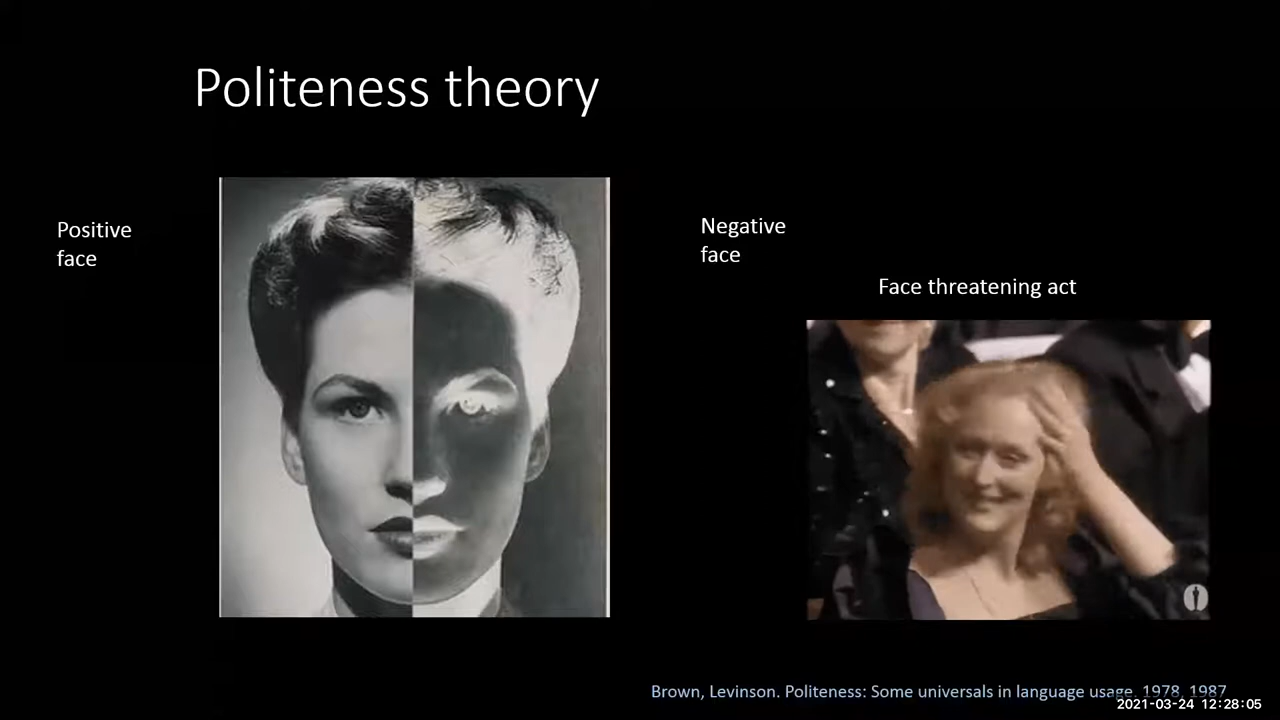 Politeness theory
Positive
face
Negative
face
Face threatening act
Brown, Levinson. Politeness: Some universals in language usage. 1978, 1987
2021-03-24 12:28:05